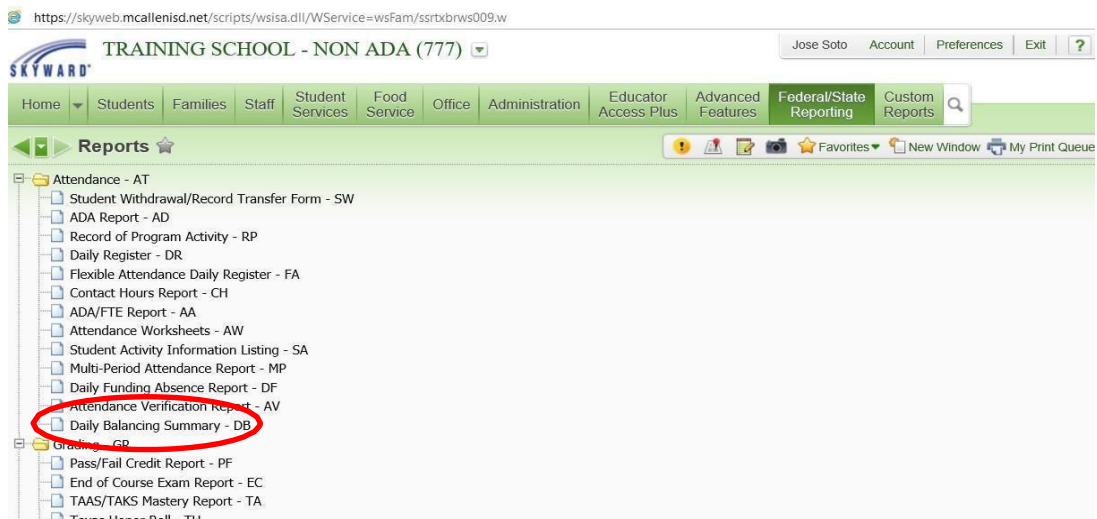 https://skyweb.mcallenisd.net/scripts/wsisa.dll/WService=wsFam/ssrtxbrws009.w
SKYWARD®
TRAINING SCHOOL - NON ADA (777)
Jose Soto Account Preferences Exit ?
Home Students Families Staff Student Services Food Service Office Administration Educator Access Plus Advanced Features Federal/State Reporting Custom Reports
Reports
Favorites New Window My Print Queue
Attendance - AT
Student Withdrawal/Record Transfer Form - SW
ADA Report - AD
Record of Program Activity - RP
Daily Register - DR
Flexible Attendance Daily Register - FA
Contact Hours Report - CH
ADA/FTE Report - AA
Attendance Worksheets - AW
Student Activity Information Listing - SA
Multi-Period Attendance Report - MP
Daily Funding Absence Report - DF
Attendance Verification Report - AV
Daily Balancing Summary - DB
Grading - GR
Pass/Fail Credit Report - PF
End of Course Exam Report - EC
TAAS/TAKS Mastery Report - TA
Texas Honor Roll - TH